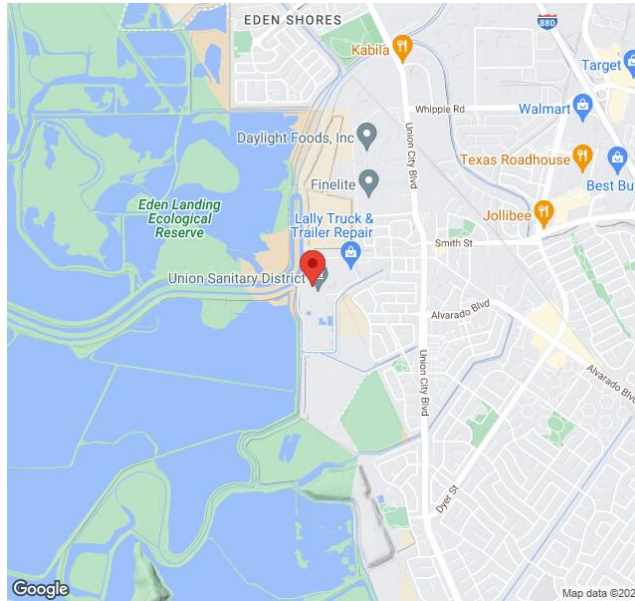 EDEN SHORES
880
Kabila
Target
Whipple Rd
Walmart
Daylight Foods, Inc
Union City Blvd
Texas Roadhouse
Best Bu
Finelite
Eden Landing
Ecological
Reserve
Jollibee
Lally Truck &
Trailer Repair
Smith St
Union Sanitary District
Alvarado Blvd
Union City Blvd
Alvarado Blvd
Dyer St
Google
Map data ©202